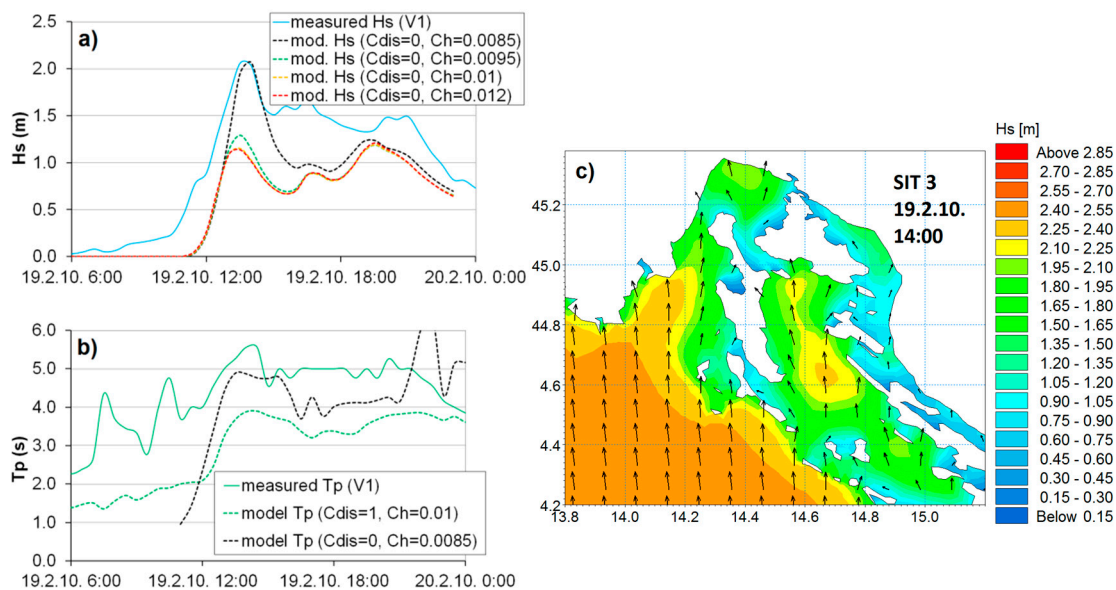 a)
measured Hs (V1)
mod. Hs (Cdis=0, Ch=0.0085)
mod. Hs (Cdis=0, Ch=0.0095)
mod. Hs (Cdis=0, Ch=0.01)
mod. Hs (Cdis=0, Ch=0.012)
Hs (m)
2.5
2.0
1.5
1.0
0.5
0.0
19.2.10 6:00 19.2.10 12:00 19.2.10 18:00 20.2.10. 0:00
b)
measured Tp (V1)
model Tp (Cdis=1, Ch=0.01)
model Tp (Cdis=0, Ch=0.0085)
Tp (s)
6.0
5.0
4.0
3.0
2.0
1.0
0.0
19.2.10. 6:00 19.2.10. 12:00 19.2.10. 18:00 20.2.10. 0:00
c)
SIT 3
19.2.10.
14:00
45.2
45.0
44.8
44.6
4.4
4.2
13.8 14.0 14.2 14.4 14.6 14.8 15.0
Hs [m]
Above 2.85
2.70 - 2.85
2.55 - 2.70
2.40 - 2.55
2.25 - 2.40
2.10 - 2.25
1.95 - 2.10
1.80 - 1.95
1.65 - 1.80
1.50 - 1.65
1.35 - 1.50
1.20 - 1.35
1.05 - 1.20
0.90 - 1.05
0.75 - 0.90
0.60 - 0.75
0.45 - 0.60
0.30 - 0.45
0.15 - 0.30
Below 0.15